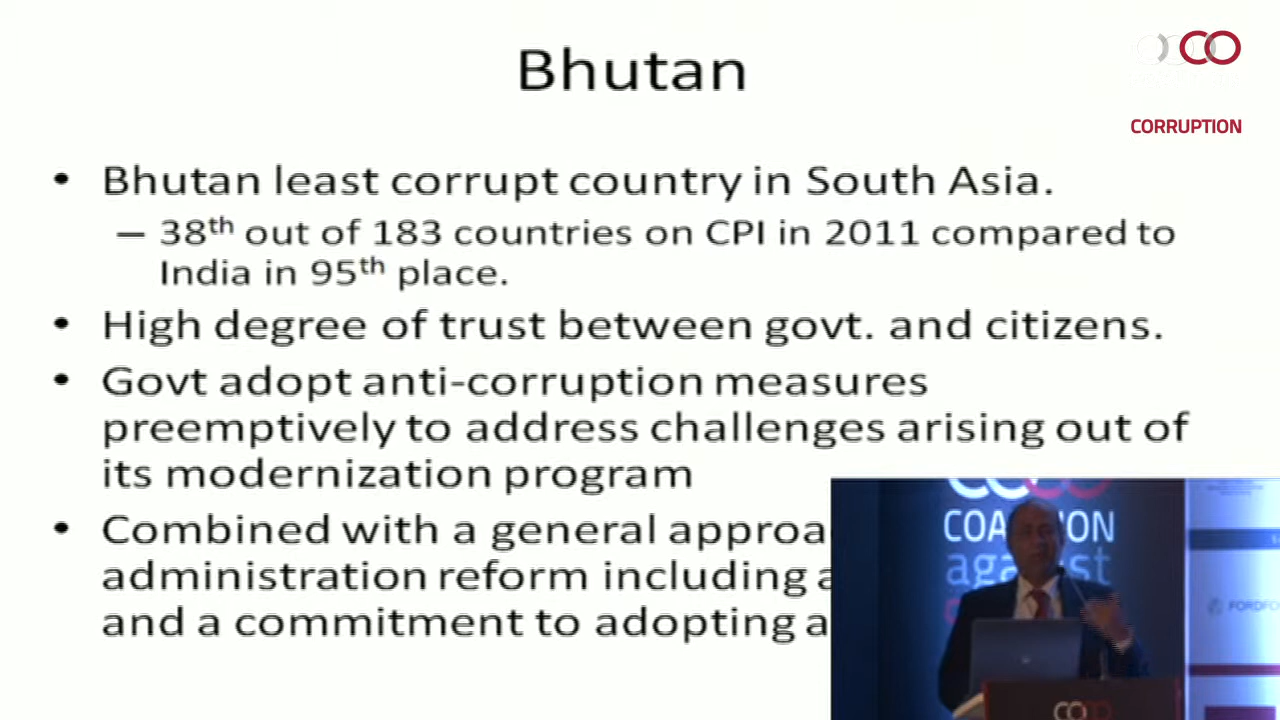 Bhutan
CORRUPTION
• Bhutan least corrupt country in South Asia.
– 38th out of 183 countries on CPI in 2011 compared to
India in 95th place.
• High degree of trust between govt. and citizens.
• Govt adopt anti-corruption measures
preemptively to address challenges arising out of
its modernization program
• Combined with a general approa
administration reform including a
and a commitment to adopting a
against